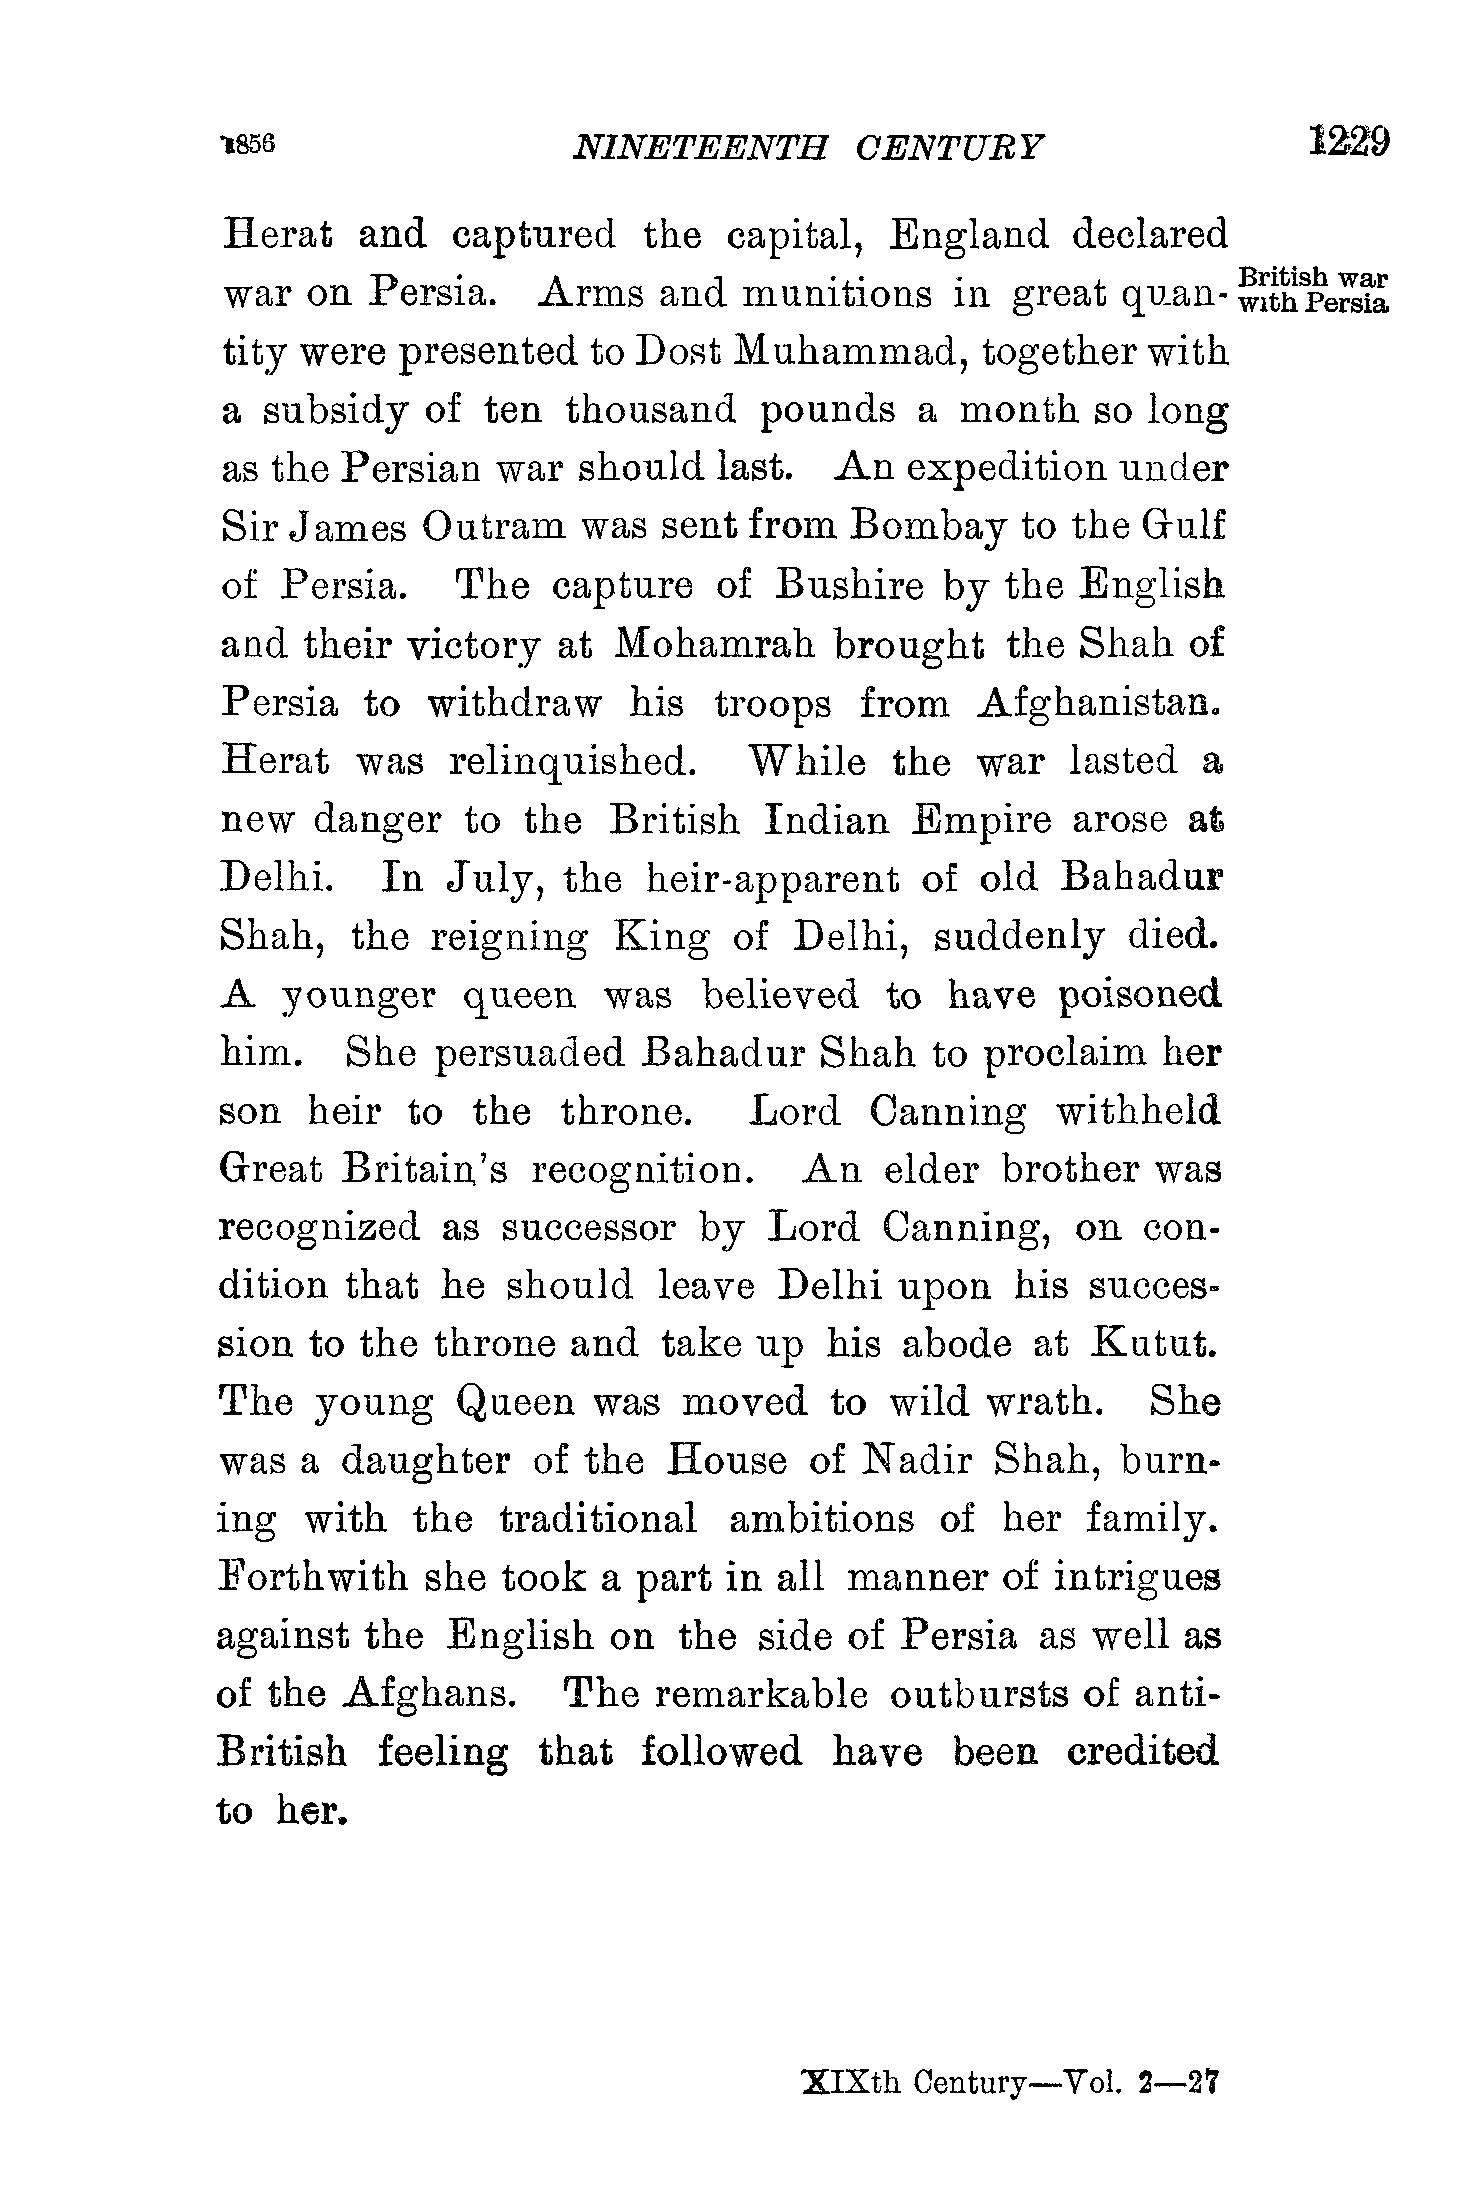 1856 NINETEENTH CENTURY 1229
Herat and captured the capital, England declared
war on Persia. Arms and munitions in great quan-
British war
with Persia
tity were presented to Dost Muhammad, together with
a subsidy of ten thousand pounds a month so long
as the Persian war should last. An expedition under
Sir James Outram was sent from Bombay to the Gulf
of Persia. The capture of Bushire by the English
and their victory at Mohamrah brought the Shah of
Persia to withdraw his troops from Afghanistan.
Herat was relinquished. While the war lasted a
new danger to the British Indian Empire arose at
Delhi. In July, the heir-apparent of old Bahadur
Shah, the reigning King of Delhi, suddenly died.
A younger queen was believed to have poisoned
him. She persuaded Bahadur Shah to proclaim her
son heir to the throne. Lord Canning withheld
Great Britain's recognition. An elder brother was
recognized as successor by Lord Canning, on con-
dition that he should leave Delhi upon his succes-
sion to the throne and take up his abode at Kutut.
The young Queen was moved to wild wrath. She
was a daughter of the House of Nadir Shah, burn-
ing with the traditional ambitions of her family.
Forthwith she took a part in all manner of intrigues
against the English on the side of Persia as well as
of the Afghans. The remarkable outbursts of anti-
British feeling that followed have been credited
to her.
XIXth Century—Vol. 2—27